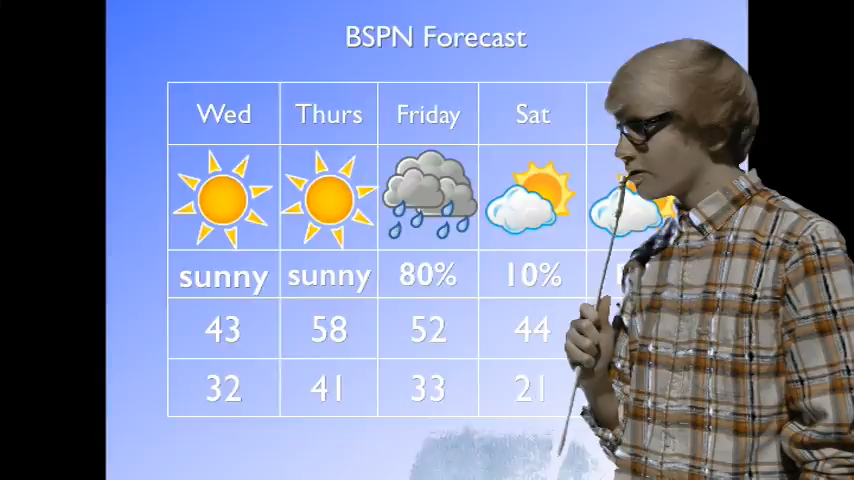 BSPN Forecast
Wed Thurs Friday Sat
sunny sunny 80% 10%
43 58 52 44
32 41 33 21